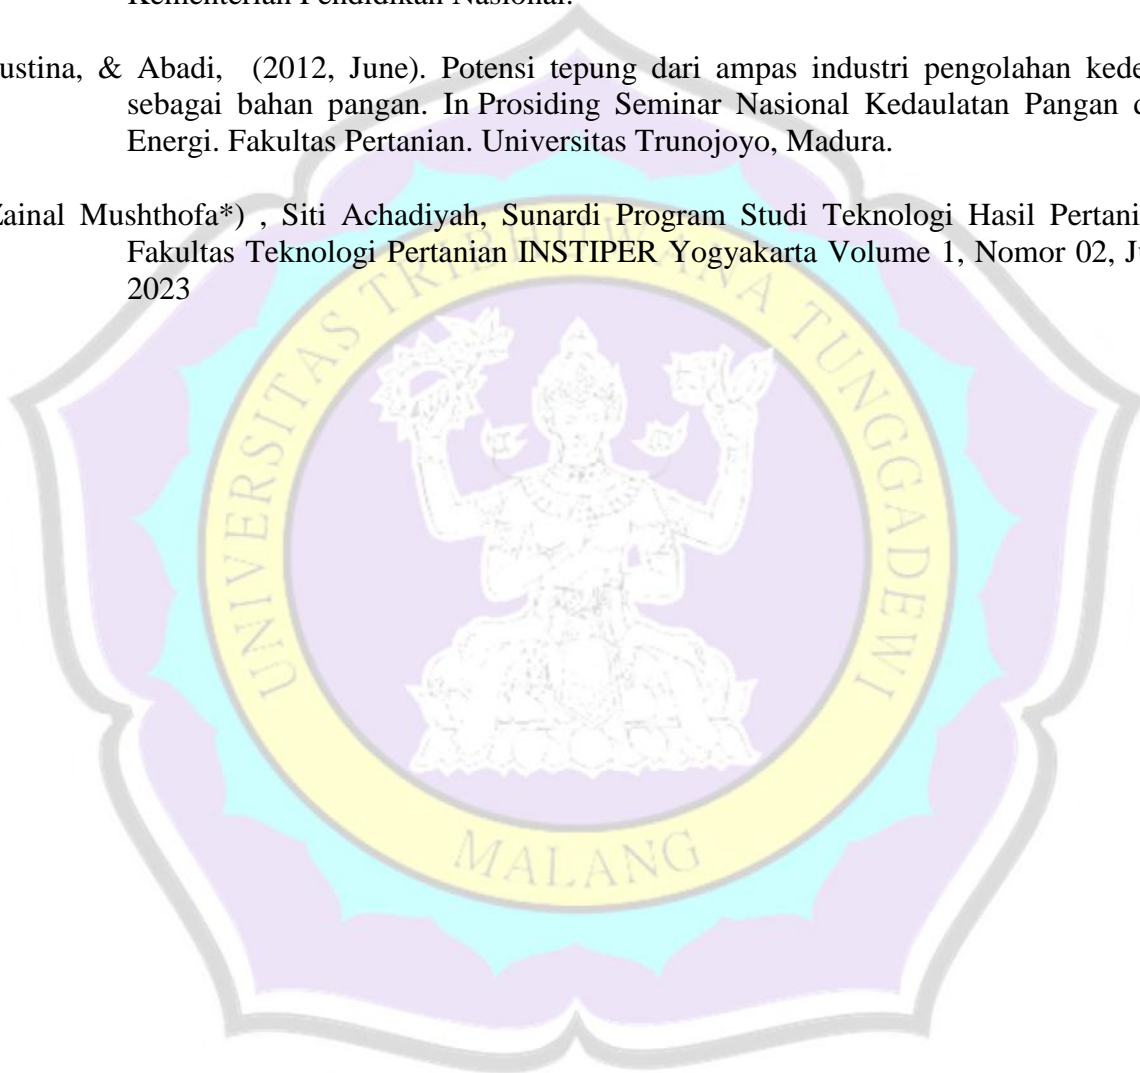 Kementerian Pendidikan Nasional.
ustina, & Abadi, (2012, June). Potensi tepung dari ampas industri pengolahan kede
sebagai bahan pangan. In Prosiding Seminar Nasional Kedaulatan Pangan d
Energi. Fakultas Pertanian. Universitas Trunojoyo, Madura.
Zainal Mushthofa*) , Siti Achadiyah, Sunardi Program Studi Teknologi Hasil Pertani
Fakultas Teknologi Pertanian INSTIPER Yogyakarta Volume 1, Nomor 02, Ju
2023
UNIVERSITAS TRIBHUWANA TUNGGADEWI
MALANG